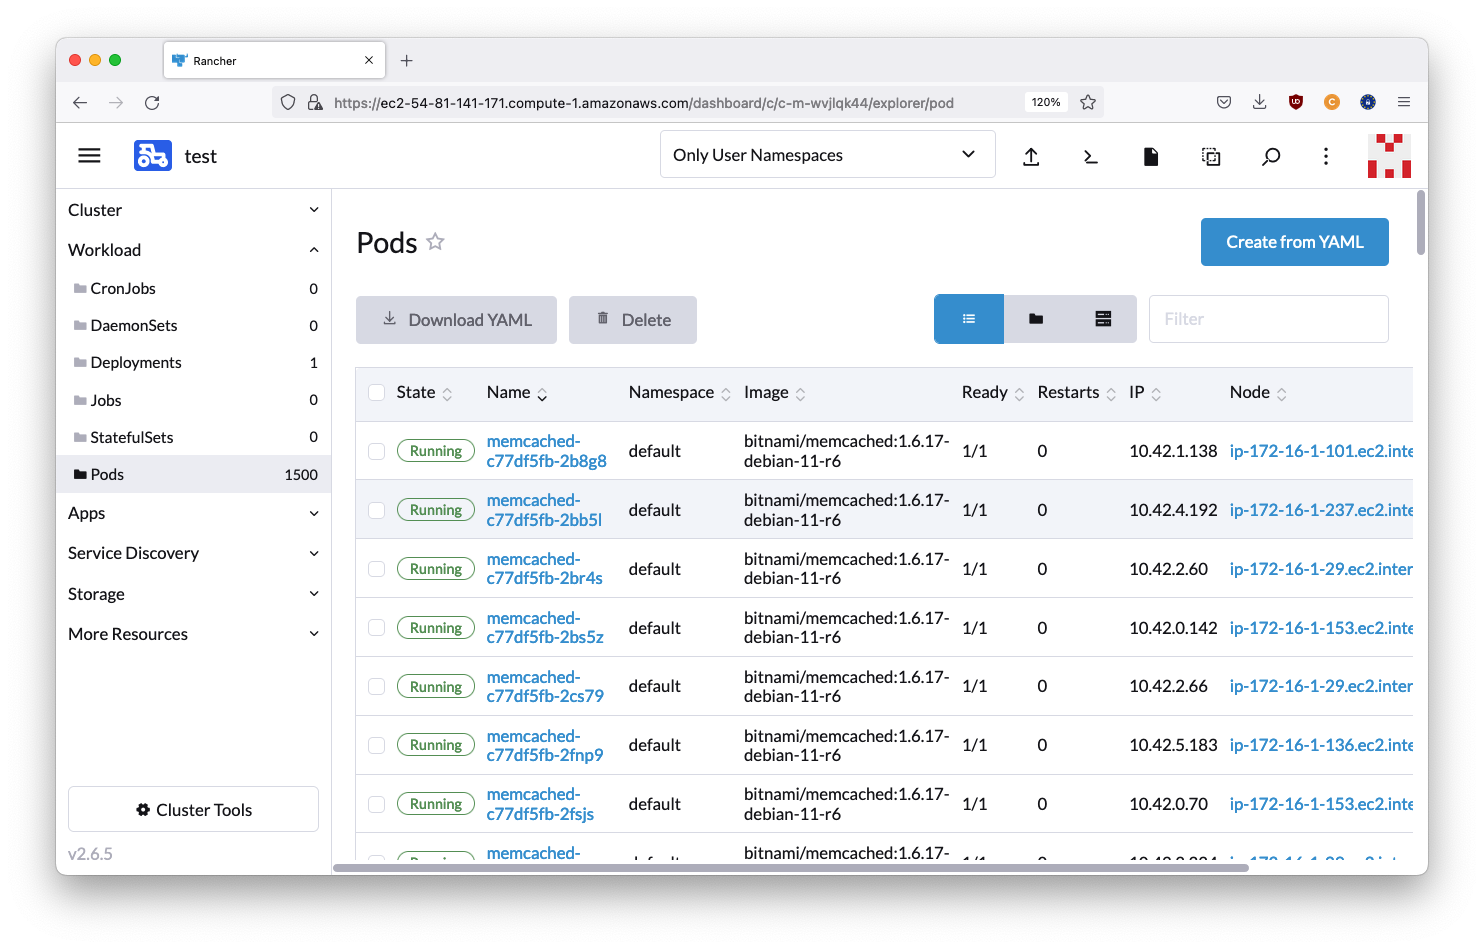 Rancher
https://ec2-54-81-141-171.compute-1.amazonaws.com/dashboard/c/c-m-wvjlqk44/explorer/pod
120%
test
Only User Namespaces
Cluster
Workload
CronJobs 0
DaemonSets 0
Deployments 1
Jobs 0
StatefulSets 0
Pods 1500
Apps
Service Discovery
Storage
More Resources
Cluster Tools
v2.6.5
Pods
Create from YAML
Download YAML
Delete
Filter
State Name Namespace Image Ready Restarts IP Node
Running memcached-c77df5fb-2b8g8 default bitnami/memcached:1.6.17-debian-11-r6 1/1 0 10.42.1.138 ip-172-16-1-101.ec2.inte
Running memcached-c77df5fb-2bb5l default bitnami/memcached:1.6.17-debian-11-r6 1/1 0 10.42.4.192 ip-172-16-1-237.ec2.inte
Running memcached-c77df5fb-2br4s default bitnami/memcached:1.6.17-debian-11-r6 1/1 0 10.42.2.60 ip-172-16-1-29.ec2.inter
Running memcached-c77df5fb-2bs5z default bitnami/memcached:1.6.17-debian-11-r6 1/1 0 10.42.0.142 ip-172-16-1-153.ec2.inte
Running memcached-c77df5fb-2cs79 default bitnami/memcached:1.6.17-debian-11-r6 1/1 0 10.42.2.66 ip-172-16-1-29.ec2.inter
Running memcached-c77df5fb-2fnp9 default bitnami/memcached:1.6.17-debian-11-r6 1/1 0 10.42.5.183 ip-172-16-1-136.ec2.inte
Running memcached-c77df5fb-2fsjs default bitnami/memcached:1.6.17-debian-11-r6 1/1 0 10.42.0.70 ip-172-16-1-153.ec2.inte
memcached- bitnami/memcached:1.6.17-